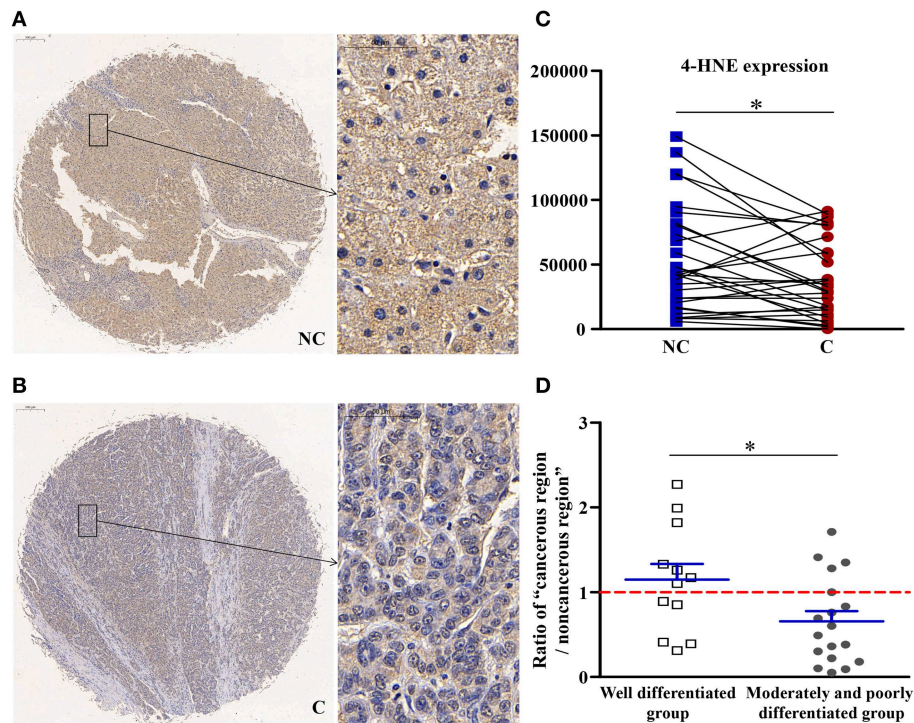 A
NC
B
C
C
4-HNE expression
*
200000
150000
100000
50000
0
NC
C
D
*
Ratio of “cancerous region
/ noncancerous region”
3
2
1
0
Well differentiated
group
Moderately and poorly
differentiated group